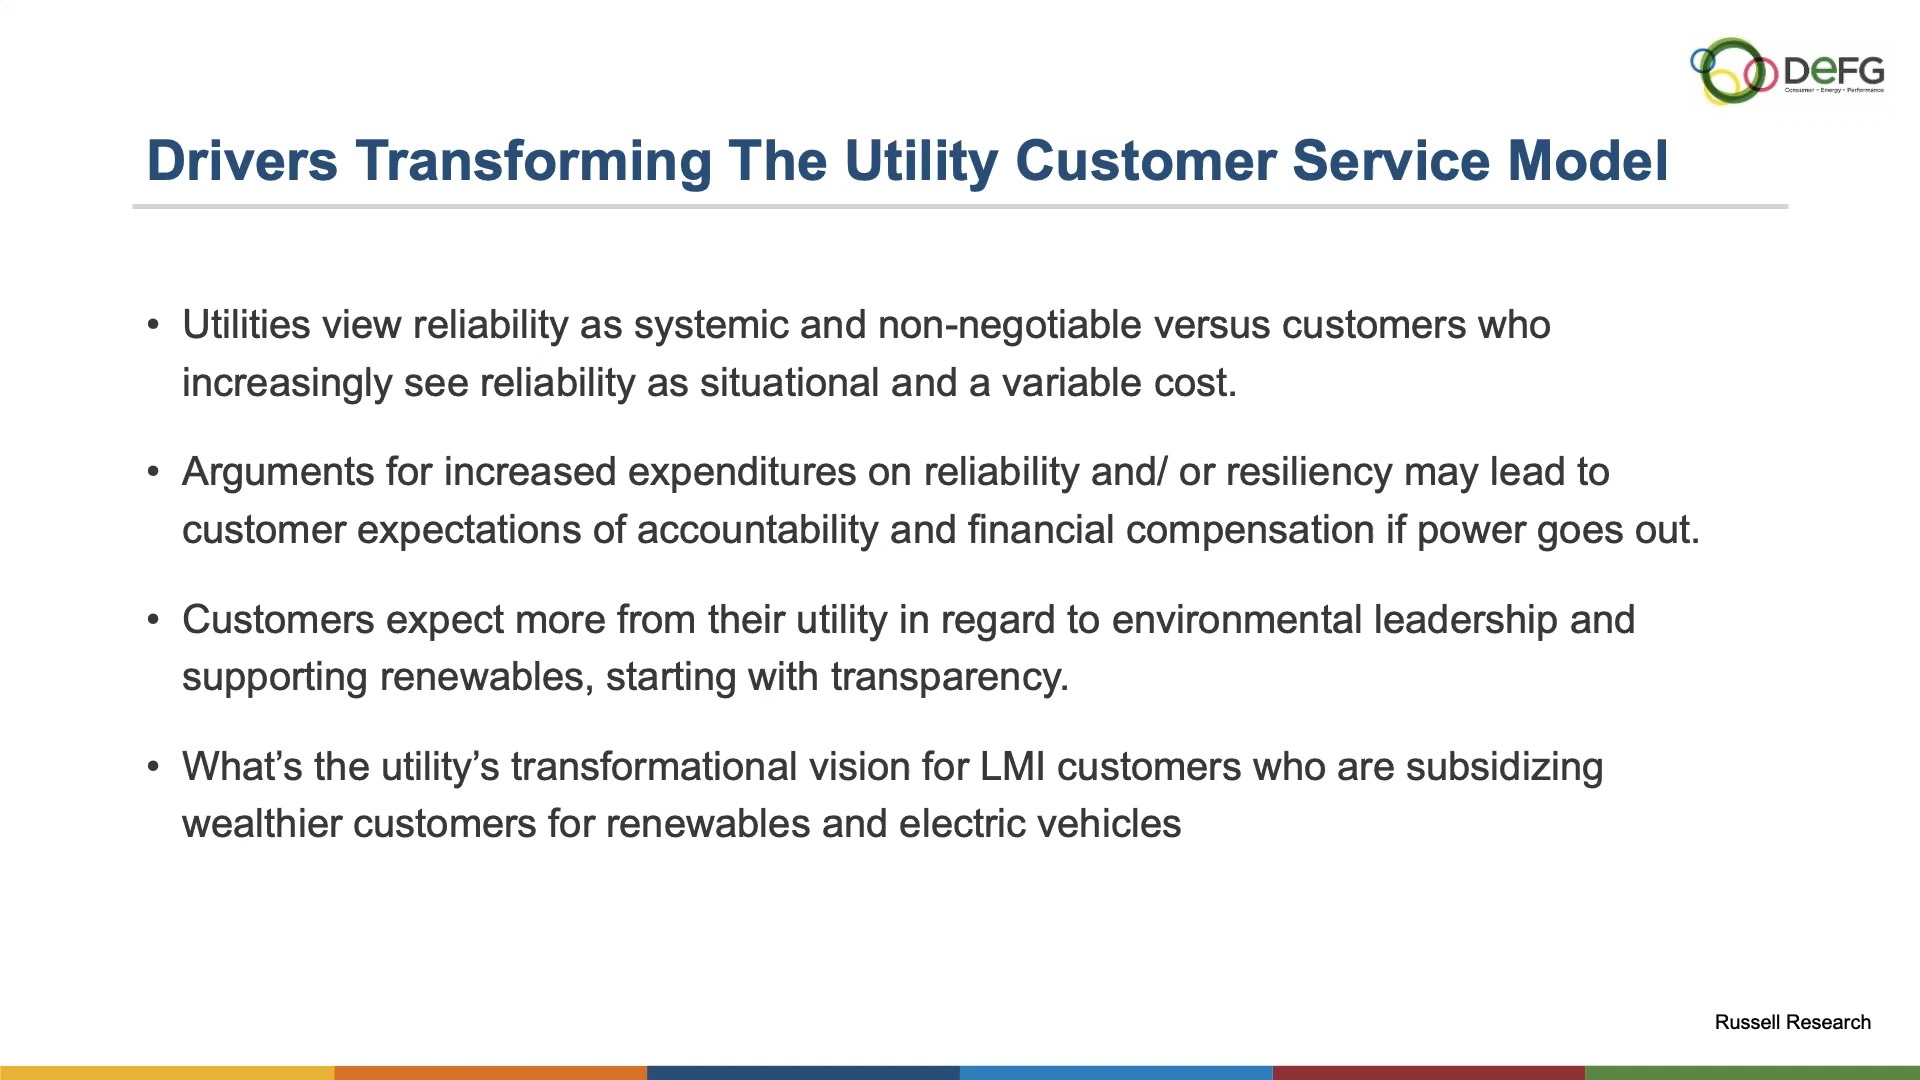 DeFG
Consumer • Energy • Performance
Drivers Transforming The Utility Customer Service Model
• Utilities view reliability as systemic and non-negotiable versus customers who
increasingly see reliability as situational and a variable cost.
• Arguments for increased expenditures on reliability and/ or resiliency may lead to
customer expectations of accountability and financial compensation if power goes out.
• Customers expect more from their utility in regard to environmental leadership and
supporting renewables, starting with transparency.
• What’s the utility’s transformational vision for LMI customers who are subsidizing
wealthier customers for renewables and electric vehicles
Russell Research